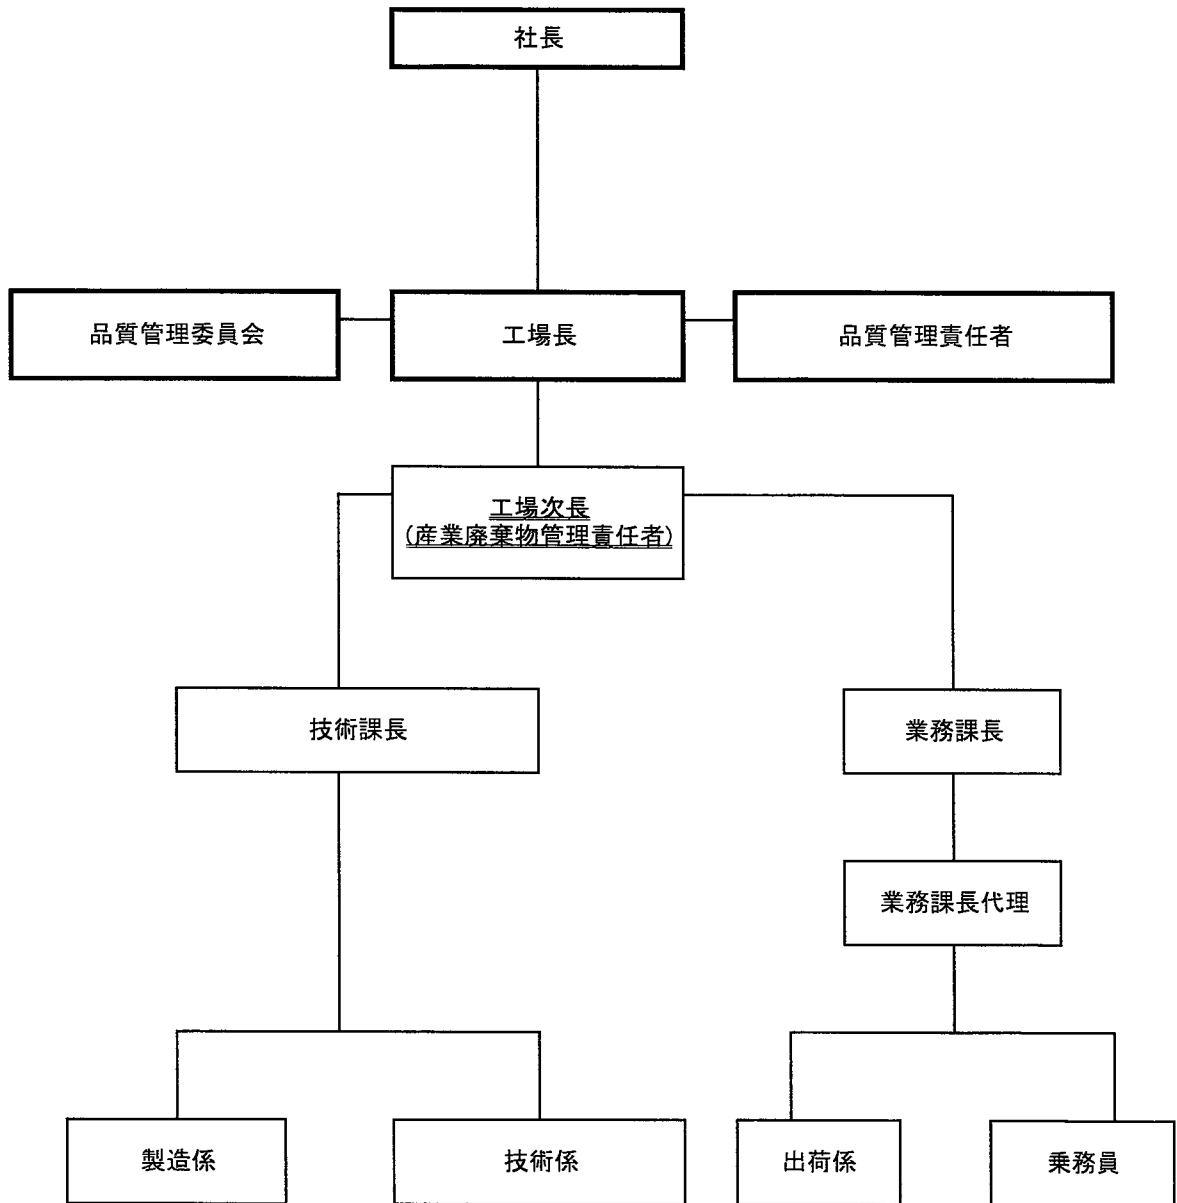 社長
品質管理委員会
工場長
品質管理責任者
工場次長
(産業廃棄物管理責任者)
技術課長
業務課長
業務課長代理
製造係
技術係
出荷係
乗務員